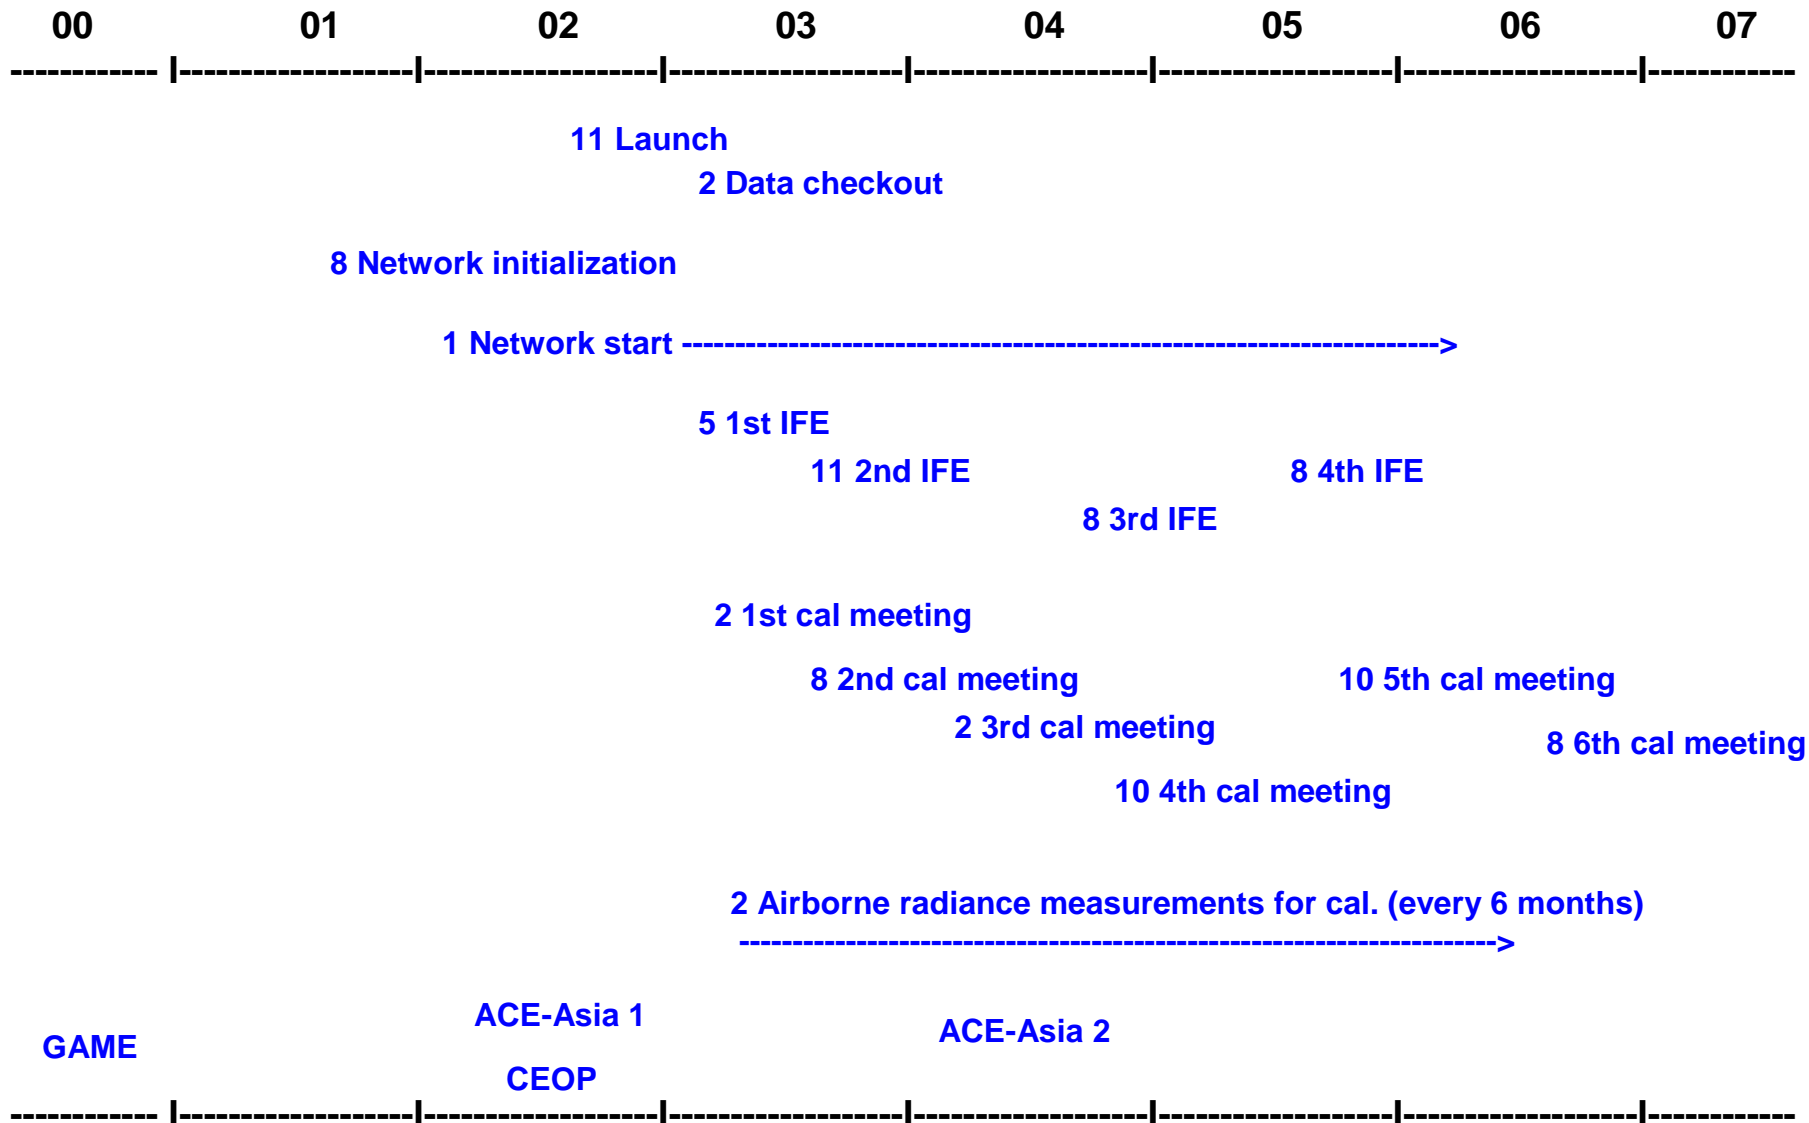 00 01 02 03 04 05 06 07
------------ |-------------------|-------------------|-------------------|-------------------|-------------------|-------------------|------------
11 Launch
2 Data checkout
8 Network initialization
1 Network start ----------------------------------------------------------------------->
5 1st IFE
11 2nd IFE 8 4th IFE
8 3rd IFE
2 1st cal meeting
8 2nd cal meeting 10 5th cal meeting
2 3rd cal meeting
8 6th cal meeting
10 4th cal meeting
2 Airborne radiance measurements for cal. (every 6 months)
----------------------------------------------------------------------->
ACE-Asia 1
ACE-Asia 2
GAME
CEOP
------------ |-------------------|-------------------|-------------------|-------------------|-------------------|-------------------|------------